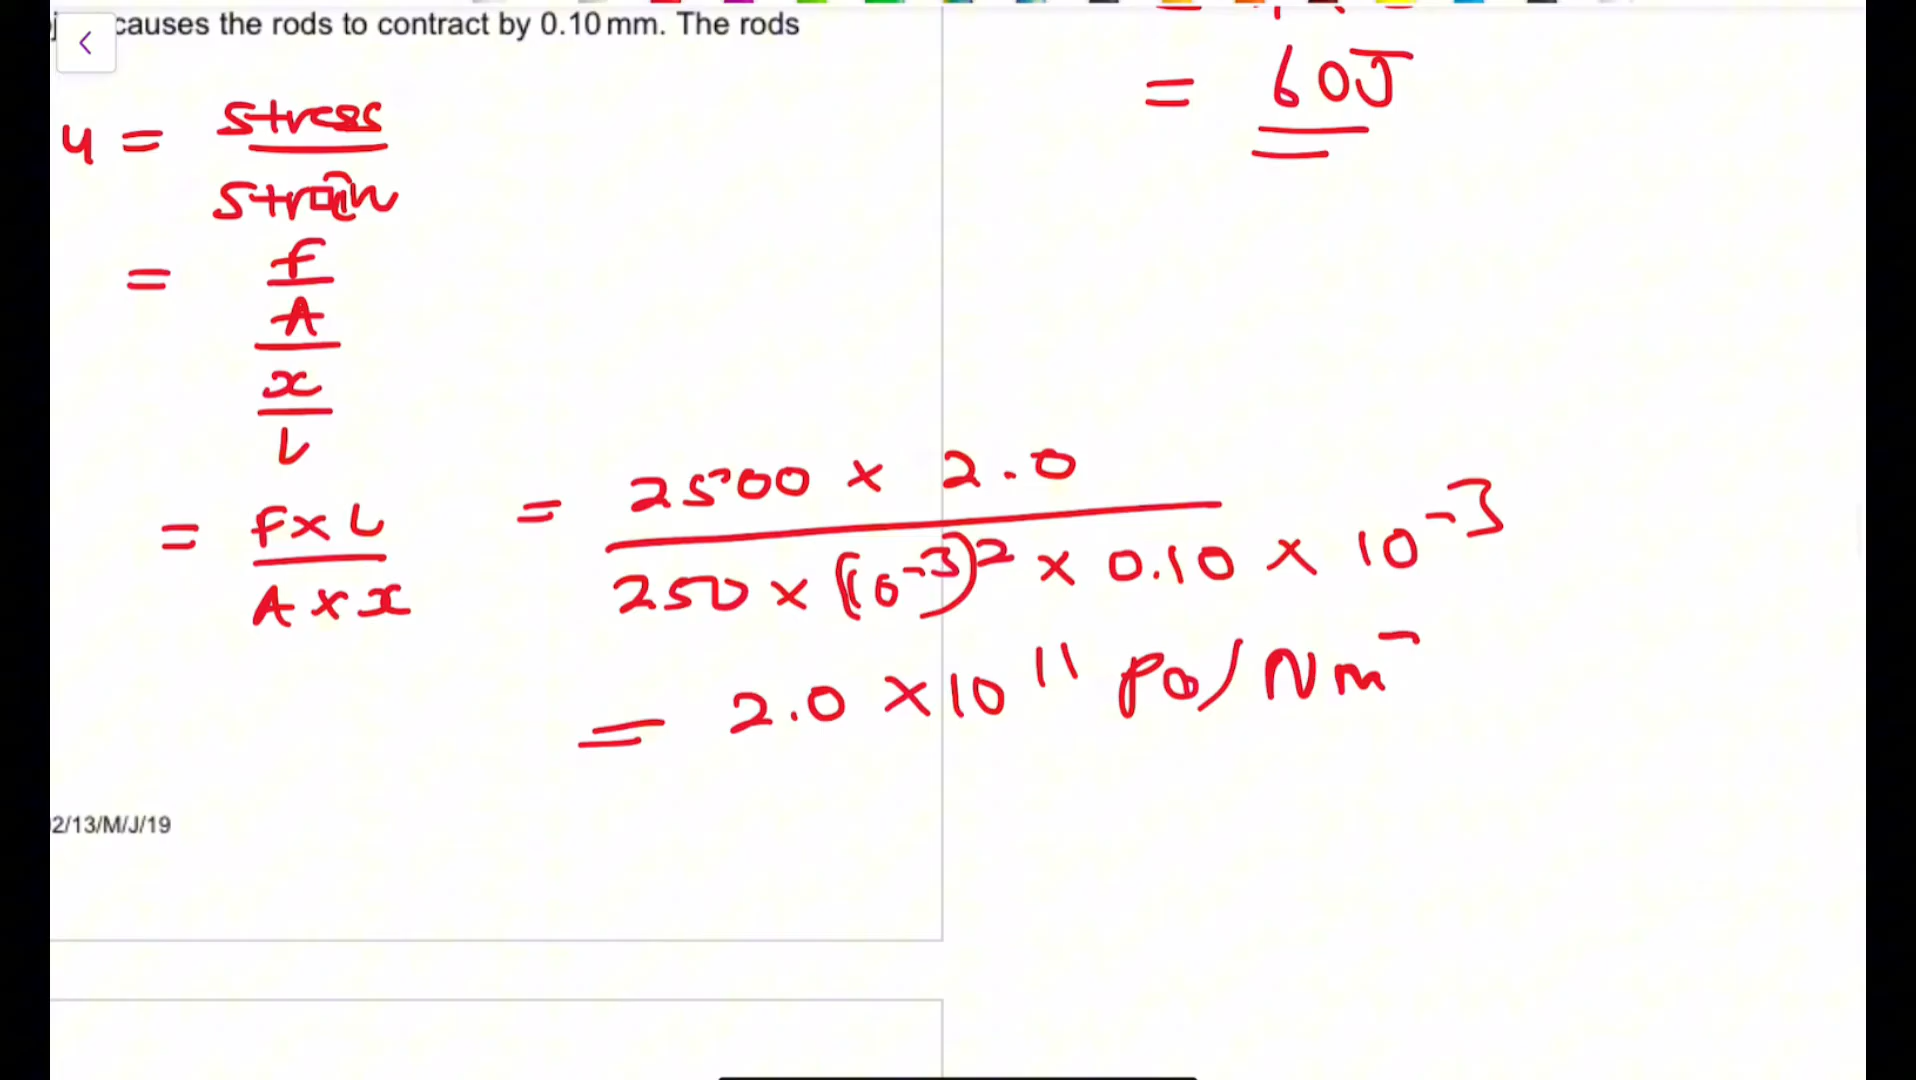 causes the rods to contract by 0.10 mm. The rods
= 60J
y = stress
strain
= F
A
x
L
= F x L
A x x
= 2500 x 2.0
250 x (10⁻³)² x 0.10 x 10⁻³
= 2.0 x 10¹¹ Pa/Nm⁻
2/13/M/J/19